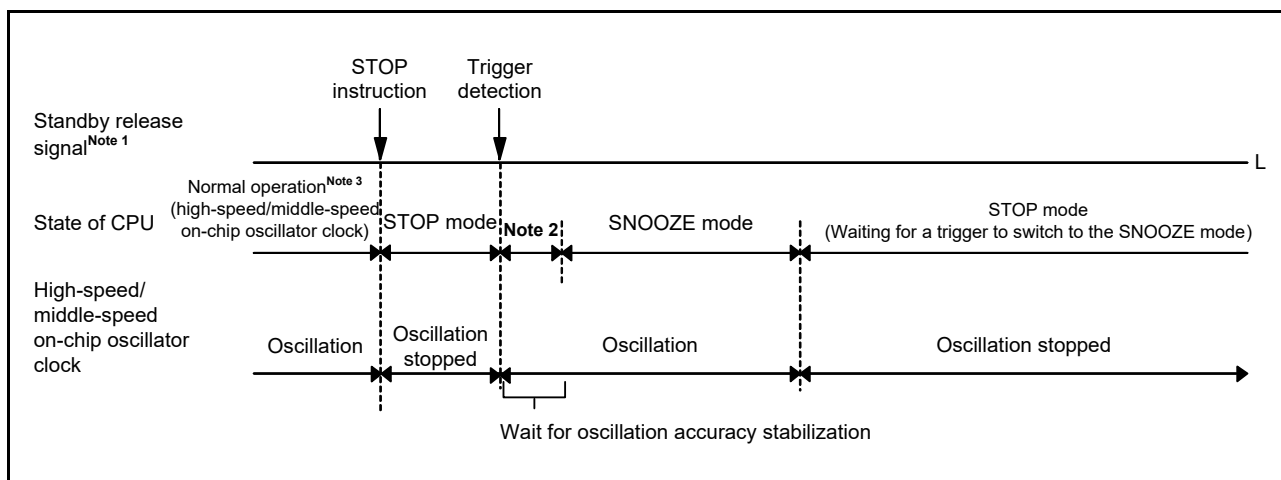 STOP
instruction
Trigger
detection
Standby release
signalNote 1
L
State of CPU
Normal operationNote 3
(high-speed/middle-speed
on-chip oscillator clock)
STOP mode
Note 2
SNOOZE mode
STOP mode
(Waiting for a trigger to switch to the SNOOZE mode)
High-speed/
middle-speed
on-chip oscillator
clock
Oscillation
Oscillation
stopped
Oscillation
Oscillation stopped
Wait for oscillation accuracy stabilization